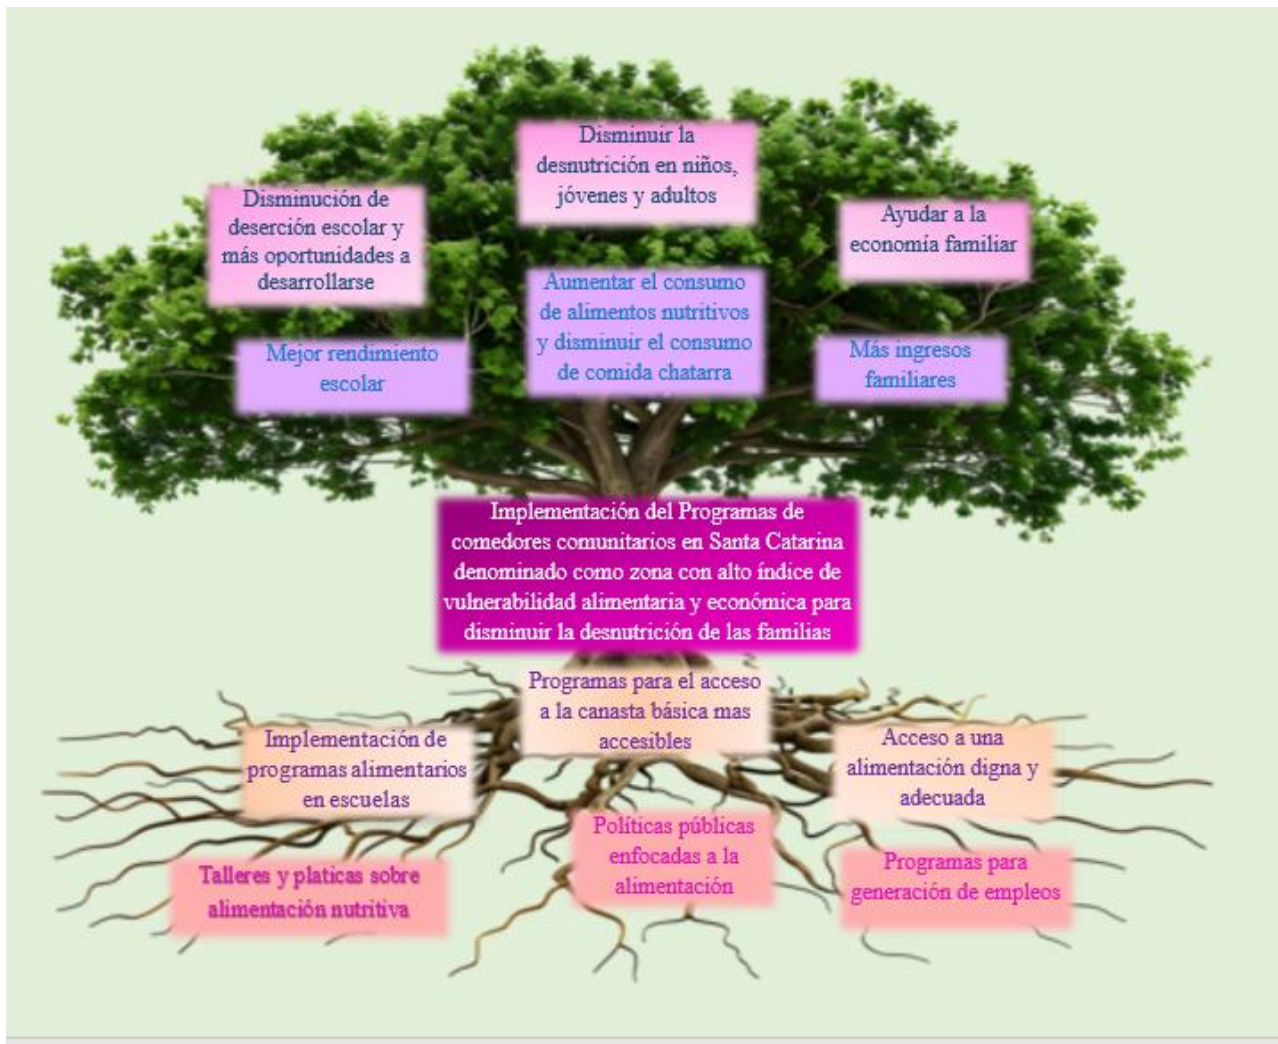 Disminuir la
desnutrición en niños,
jóvenes y adultos
Disminución de
deserción escolar y
más oportunidades a
desarrollarse
Ayudar a la
economía familiar
Aumentar el consumo
de alimentos nutritivos
y disminuir el consumo
de comida chatarra
Mejor rendimiento
escolar
Más ingresos
familiares
Implementación del Programas de
comedores comunitarios en Santa Catarina
denominado como zona con alto índice de
vulnerabilidad alimentaria y económica para
disminuir la desnutrición de las familias
Programas para el acceso
a la canasta básica mas
accesibles
Implementación de
programas alimentarios
en escuelas
Acceso a una
alimentación digna y
adecuada
Políticas públicas
enfocadas a la
alimentación
Talleres y platicas sobre
alimentación nutritiva
Programas para
generación de empleos